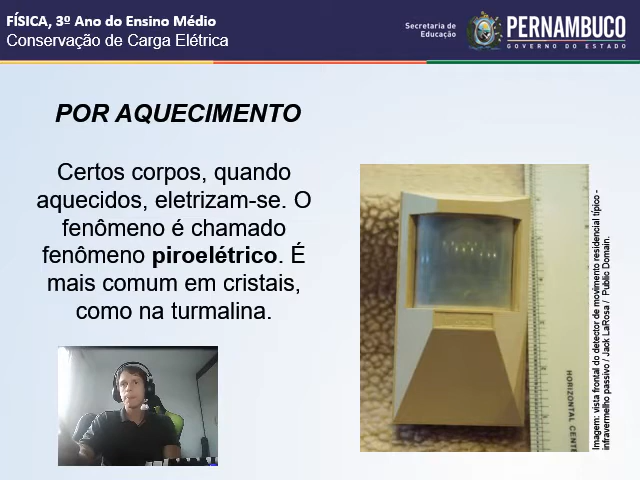 FÍSICA, 3º Ano do Ensino Médio
Conservação de Carga Elétrica
Secretaria de
Educação
PERNAMBUCO
GOVERNO DO ESTADO
POR AQUECIMENTO
Certos corpos, quando
aquecidos, eletrizam-se. O
fenômeno é chamado
fenômeno piroelétrico. É
mais comum em cristais,
como na turmalina.
HORIZONTAL CENTE
Imagem: vista frontal do detector de movimento residencial típico -
infravermelho passivo / Jack LaRosa / Public Domain.